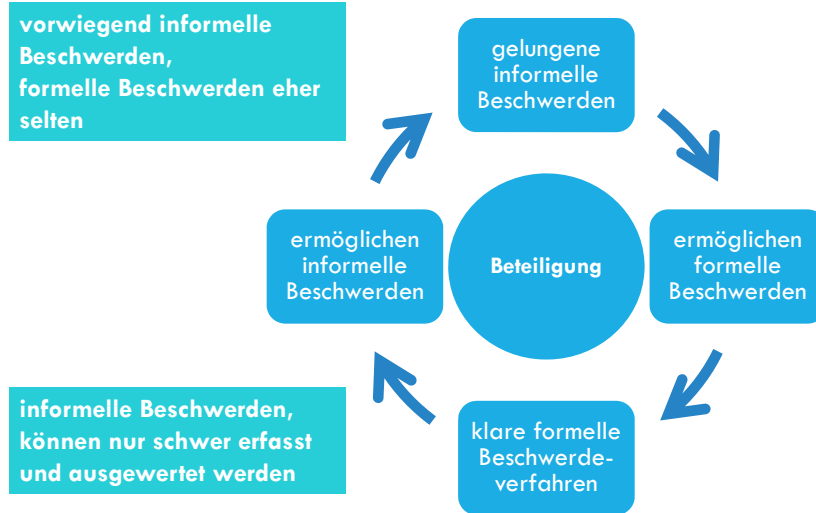 vorwiegend informelle
Beschwerden,
formelle Beschwerden eher
selten
gelungene
informelle
Beschwerden
ermöglichen
informelle
Beschwerden
Beteiligung
ermöglichen
formelle
Beschwerden
informelle Beschwerden,
können nur schwer erfasst
und ausgewertet werden
klare formelle
Beschwerde-
verfahren